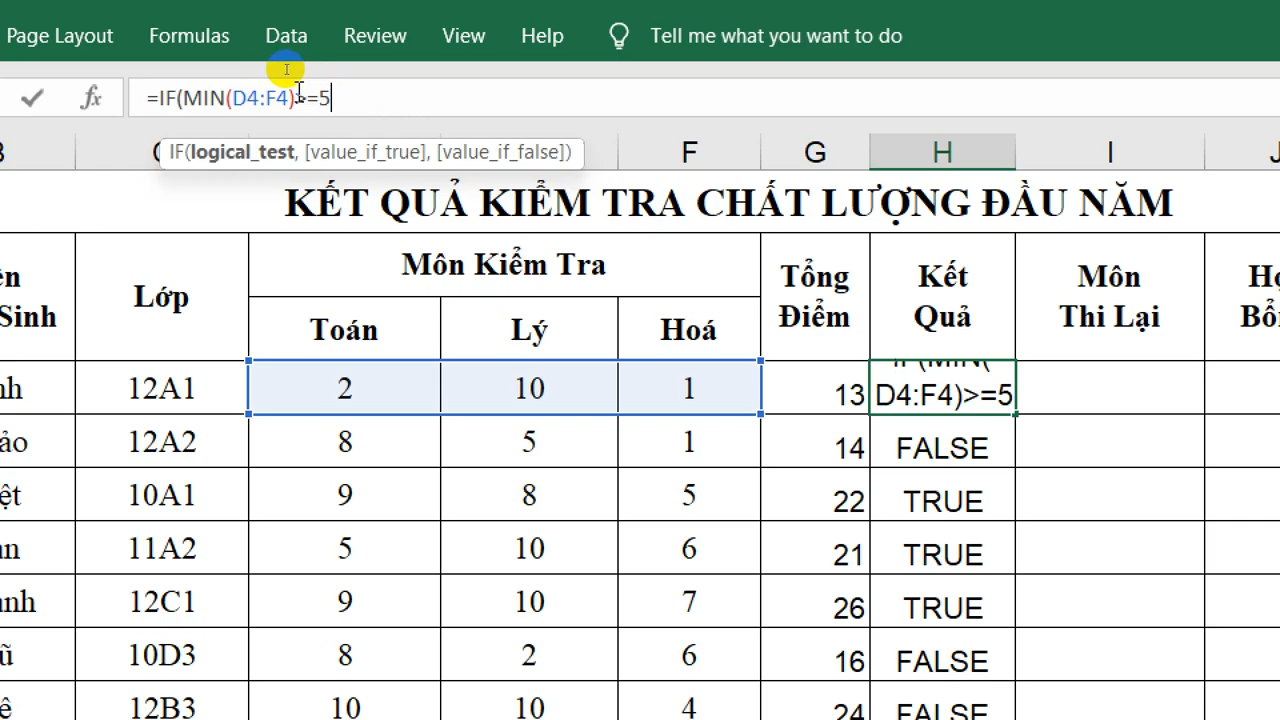 Page Layout Formulas Data Review View Help Tell me what you want to do
fx =IF(MIN(D4:F4)>=5
IF(logical_test, [value_if_true], [value_if_false])
F G H I
KẾT QUẢ KIỂM TRA CHẤT LƯỢNG ĐẦU NĂM
Lớp Môn Kiểm Tra Tổng Điểm Kết Quả Môn Thi Lại
Sinh
Toán Lý Hoá
12A1 2 10 1 13 D4:F4)>=5
12A2 8 5 1 14 FALSE
10A1 9 8 5 22 TRUE
11A2 5 10 6 21 TRUE
12C1 9 10 7 26 TRUE
10D3 8 2 6 16 FALSE
12B3 10 10 4 24 FALSE